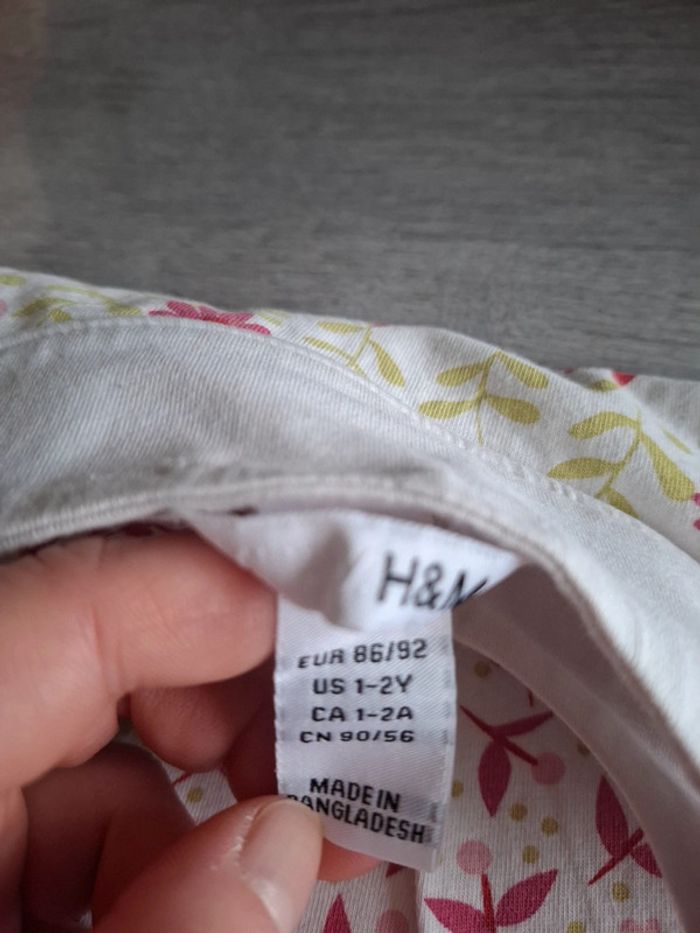 H&M
EUR 86/92
US 1-2Y
CA 1-2A
CN 90/56
MADE IN
BANGLADESH